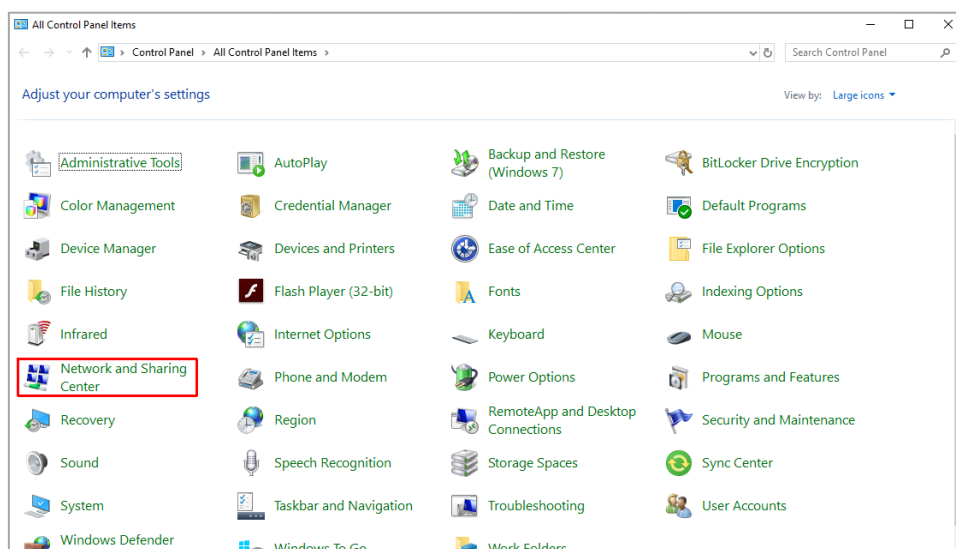 All Control Panel Items
Control Panel > All Control Panel Items >
Search Control Panel
Adjust your computer's settings
View by: Large icons
Administrative Tools
AutoPlay
Backup and Restore
(Windows 7)
BitLocker Drive Encryption
Color Management
Credential Manager
Date and Time
Default Programs
Device Manager
Devices and Printers
Ease of Access Center
File Explorer Options
File History
Flash Player (32-bit)
Fonts
Indexing Options
Infrared
Internet Options
Keyboard
Mouse
Network and Sharing
Center
Phone and Modem
Power Options
Programs and Features
Recovery
Region
RemoteApp and Desktop
Connections
Security and Maintenance
Sound
Speech Recognition
Storage Spaces
Sync Center
System
Taskbar and Navigation
Troubleshooting
User Accounts
Windows Defender
Windows To Go
Work Folders